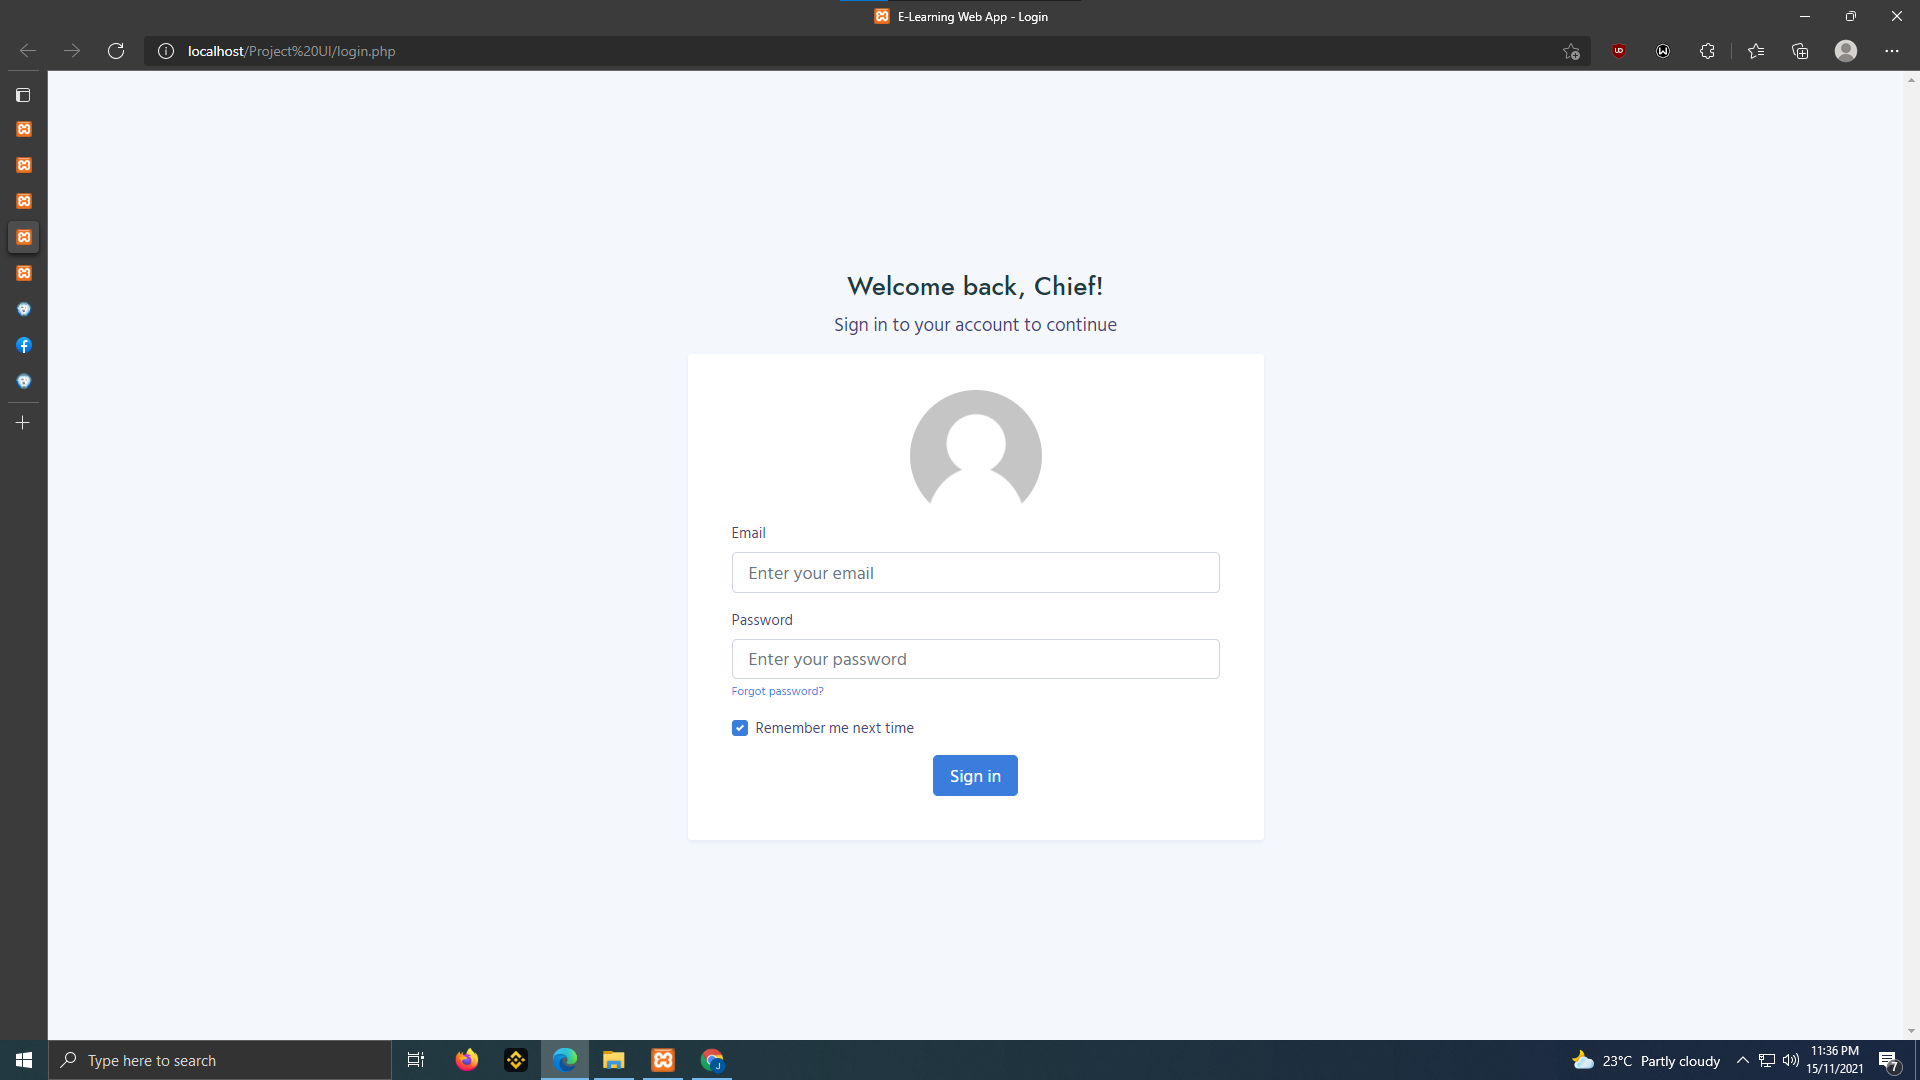 E-Learning Web App - Login
localhost/Project%20UI/login.php
Welcome back, Chief!
Sign in to your account to continue
Email
Enter your email
Password
Enter your password
Forgot password?
Remember me next time
Sign in
Type here to search
23°C Partly cloudy
11:36 PM
15/11/2021
7